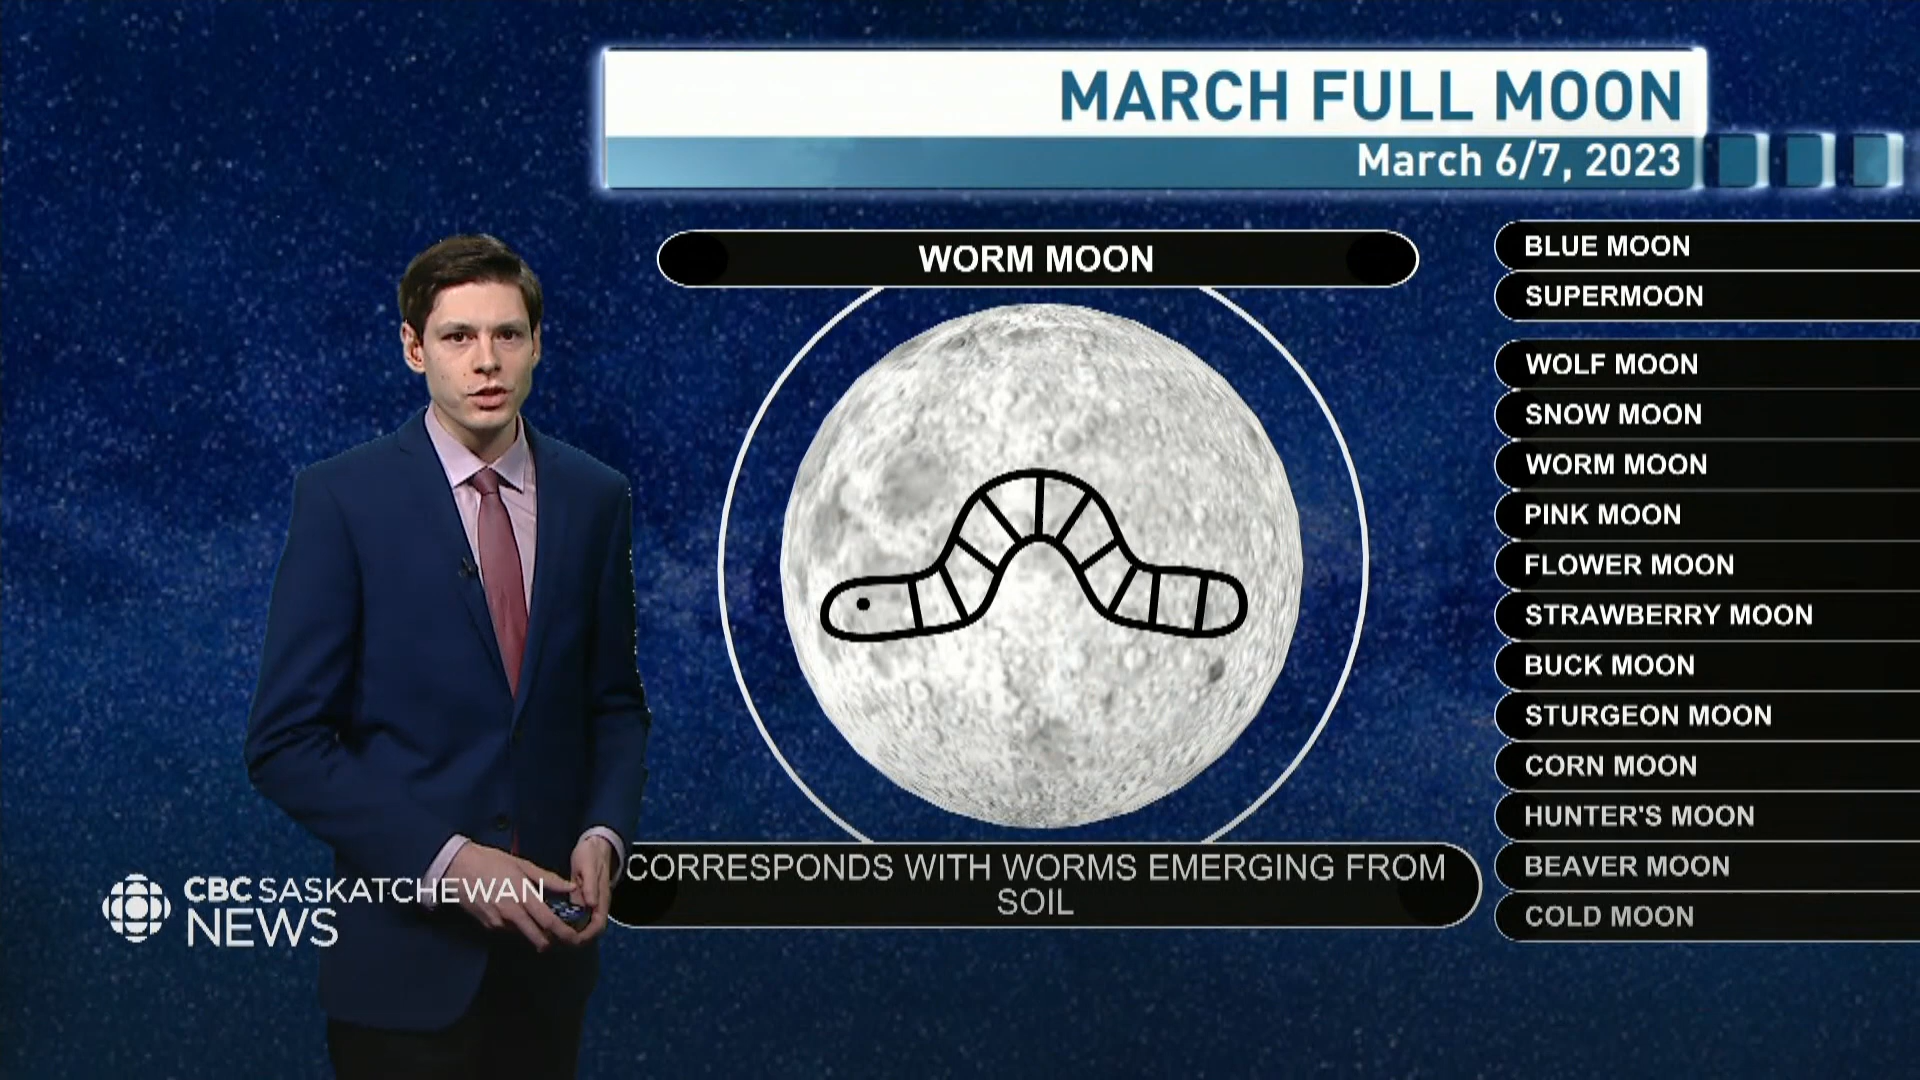 MARCH FULL MOON
March 6/7, 2023
WORM MOON
CORRESPONDS WITH WORMS EMERGING FROM
SOIL
BLUE MOON
SUPERMOON
WOLF MOON
SNOW MOON
WORM MOON
PINK MOON
FLOWER MOON
STRAWBERRY MOON
BUCK MOON
STURGEON MOON
CORN MOON
HUNTER'S MOON
BEAVER MOON
COLD MOON
CBC SASKATCHEWAN
NEWS